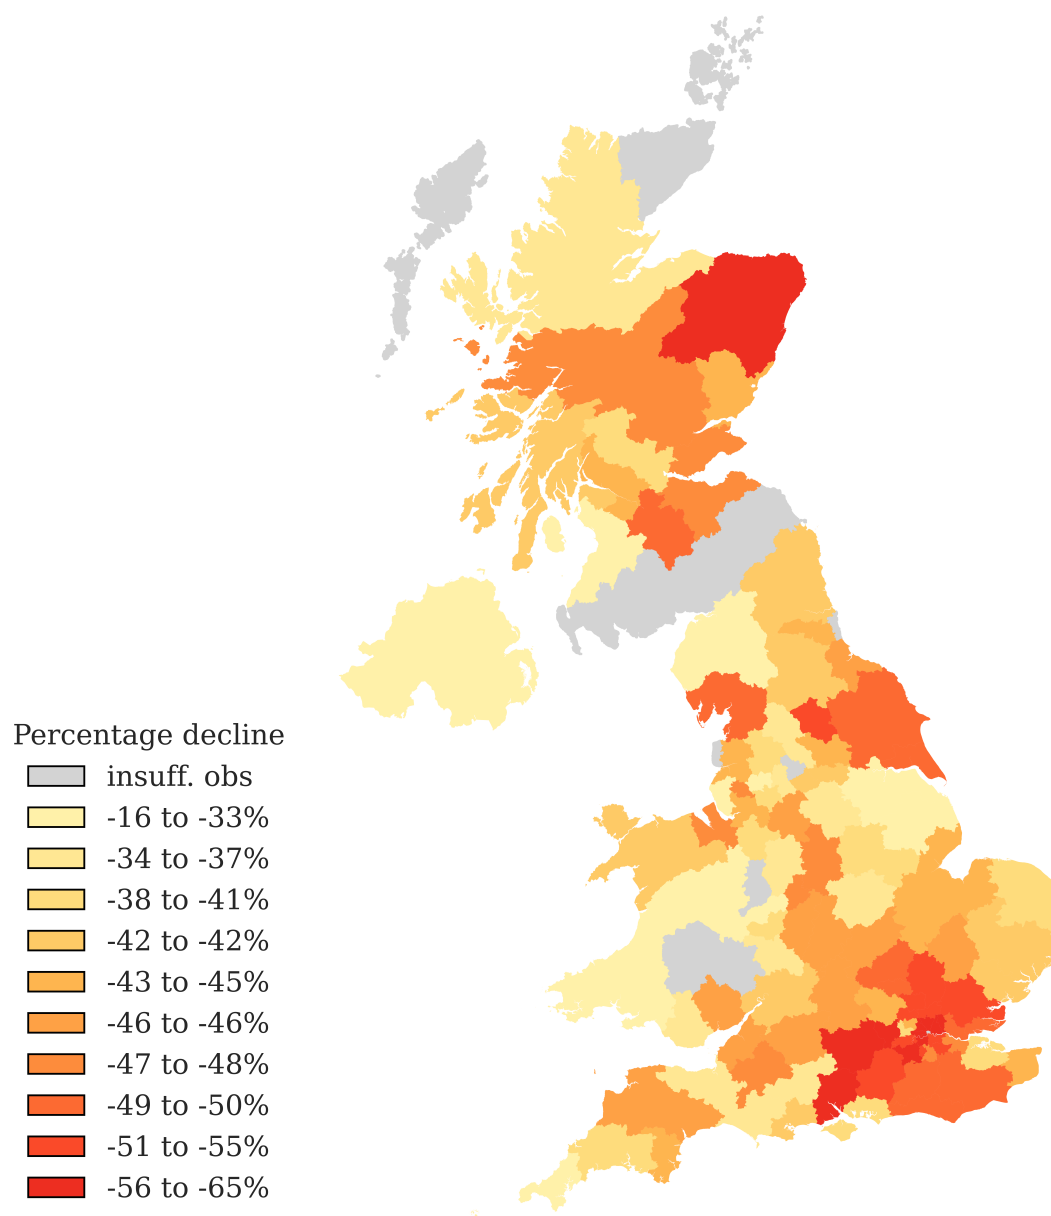 Percentage decline
insuff. obs
-16 to -33%
-34 to -37%
-38 to -41%
-42 to -42%
-43 to -45%
-46 to -46%
-47 to -48%
-49 to -50%
-51 to -55%
-56 to -65%